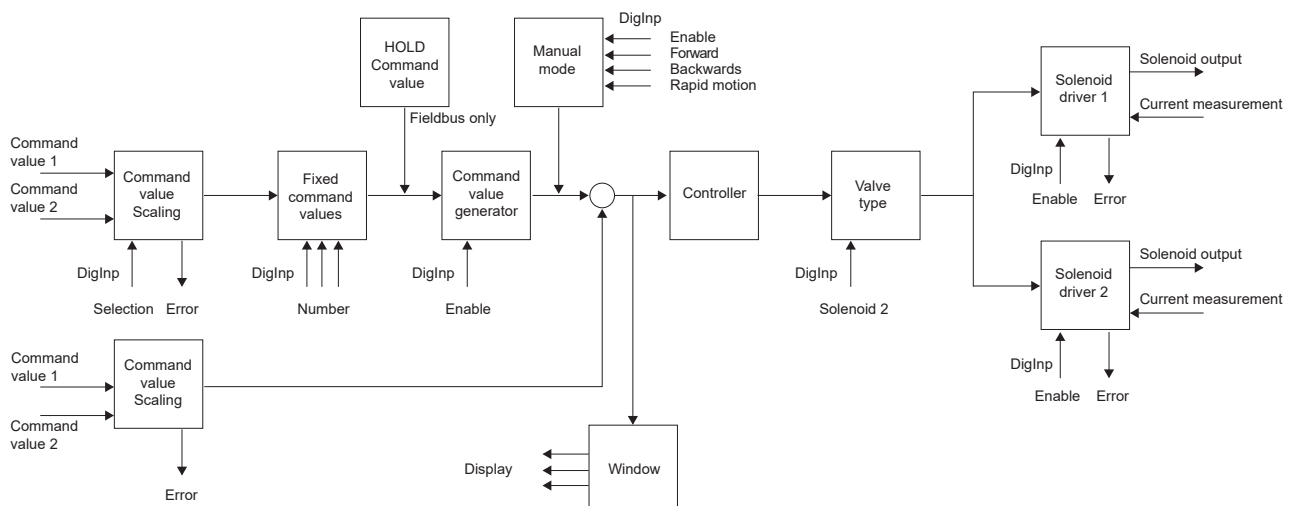 HOLD
Command
value
Fieldbus only
Manual
mode
DigInp
Enable
Forward
Backwards
Rapid motion
Command
value 1
Command
value 2
Command
value
Scaling
DigInp
Selection
Error
Fixed
command
values
DigInp
Number
Command
value
generator
DigInp
Enable
Controller
Valve
type
DigInp
Solenoid 2
Solenoid
driver 1
Solenoid output
Current measurement
DigInp
Enable
Error
Solenoid
driver 2
Solenoid output
Current measurement
DigInp
Enable
Error
Command
value 1
Command
value 2
Command
value
Scaling
Error
Display
Window